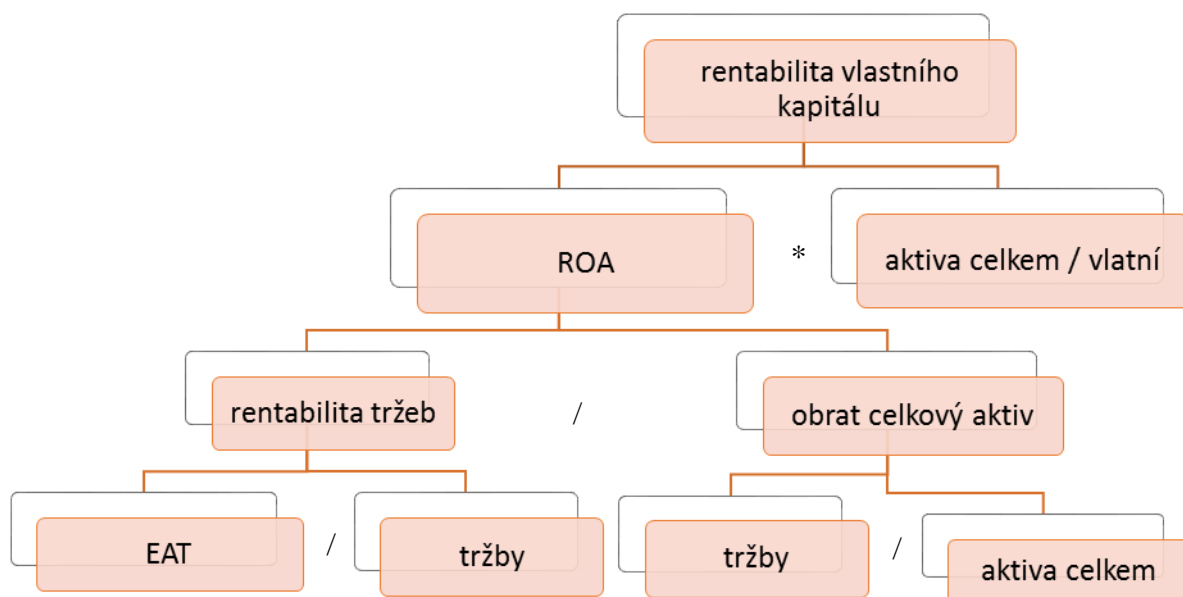 rentabilita vlastního
kapitálu
ROA
*
aktiva celkem / vlatní
rentabilita tržeb
/
obrat celkový aktiv
EAT
/
tržby
tržby
/
aktiva celkem